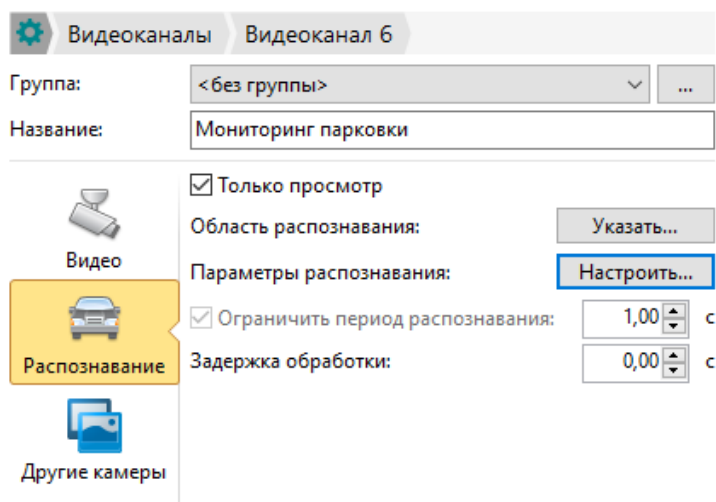 Видеоканалы Видеоканал 6
Группа: <без группы> ...
Название: Мониторинг парковки
Только просмотр
Область распознавания: Указать...
Видео
Параметры распознавания: Настроить...
Ограничить период распознавания: 1,00 с
Распознавание
Задержка обработки: 0,00 с
Другие камеры